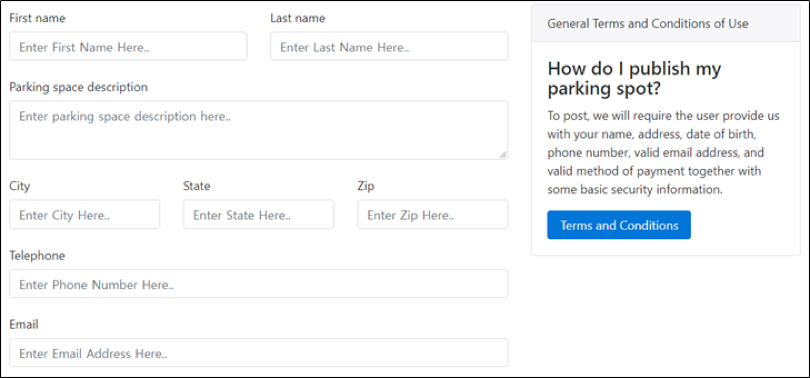 First name
Last name
Enter First Name Here..
Enter Last Name Here..
Parking space description
Enter parking space description here..
City
State
Zip
Enter City Here..
Enter State Here..
Enter Zip Here..
Telephone
Enter Phone Number Here..
Email
Enter Email Address Here..
General Terms and Conditions of Use
How do I publish my
parking spot?
To post, we will require the user provide us
with your name, address, date of birth,
phone number, valid email address, and
valid method of payment together with
some basic security information.
Terms and Conditions